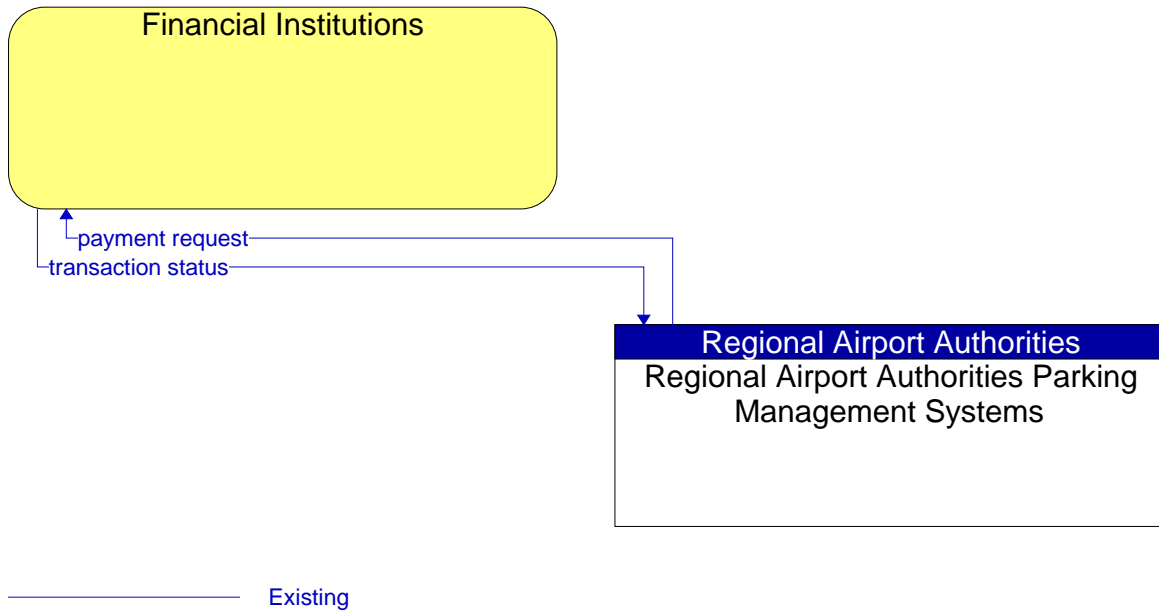 Financial Institutions
payment request
transaction status
Regional Airport Authorities
Regional Airport Authorities Parking
Management Systems
Existing